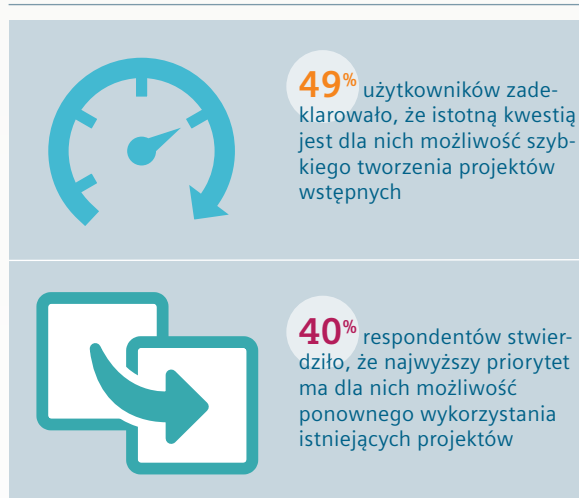 49% użytkowników zade-
klarowało, że istotną kwestią
jest dla nich możliwość szyb-
kiego tworzenia projektów
wstępnych
40% respondentów stwier-
dziło, że najwyższy priorytet
ma dla nich możliwość
ponownego wykorzystania
istniejących projektów